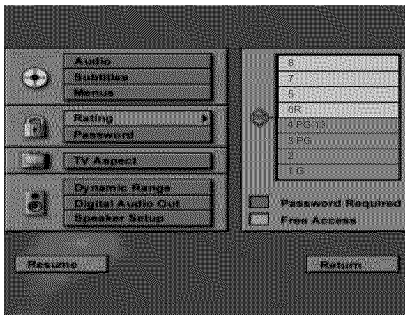 Audio
Subtitles
Menus
Rating
Password
TV Aspect
Dynamic Range
Digital Audio Out
Speaker Setup
Resume
8
7
5
6R
4 PG-13
3 PG
2
1 G
Password Required
Free Access
Return